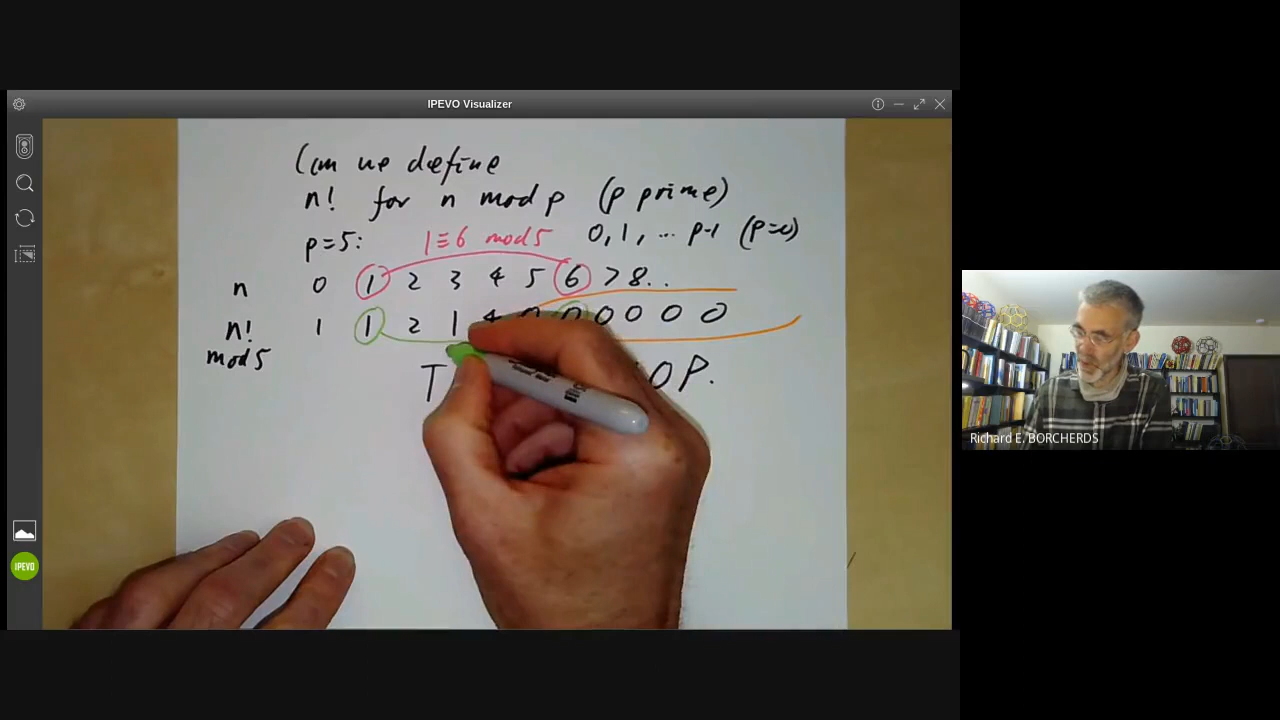 IPEVO Visualizer
Can we define
n! for n mod p (p prime)
p=5: 1≡6 mod 5 0, 1, ... p-1 (p=0)
n 0 1 2 3 4 5 6 7 8..
n! 1 1 2 1 4 0 0 0 0 0 0
mod 5
Richard E. BORCHERDS
IPEVO